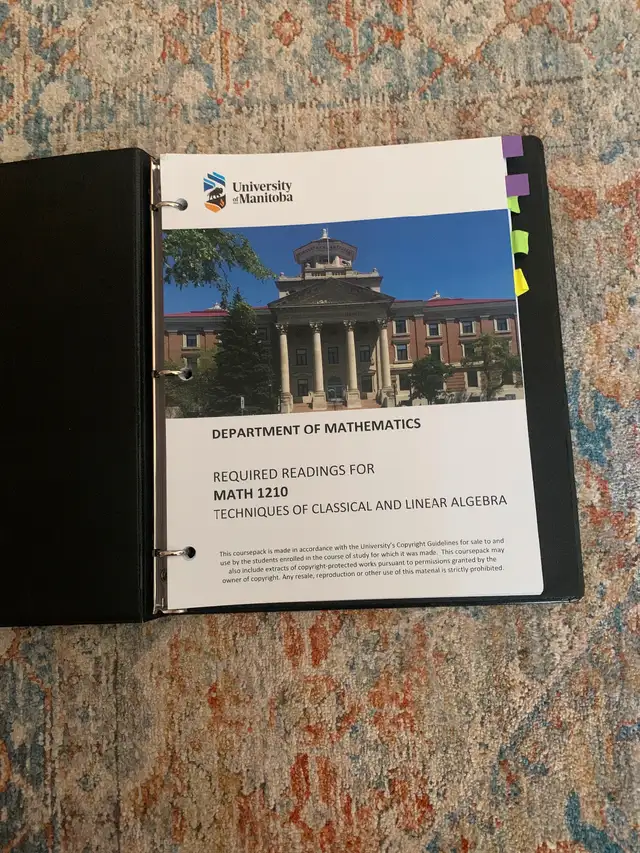 University
of Manitoba
DEPARTMENT OF MATHEMATICS
REQUIRED READINGS FOR
MATH 1210
TECHNIQUES OF CLASSICAL AND LINEAR ALGEBRA
This coursepack is made in accordance with the University's Copyright Guidelines for sale to and
use by the students enrolled in the course of study for which it was made. This coursepack may
also include extracts of copyright-protected works pursuant to permissions granted by the
owner of copyright. Any resale, reproduction or other use of this material is strictly prohibited.